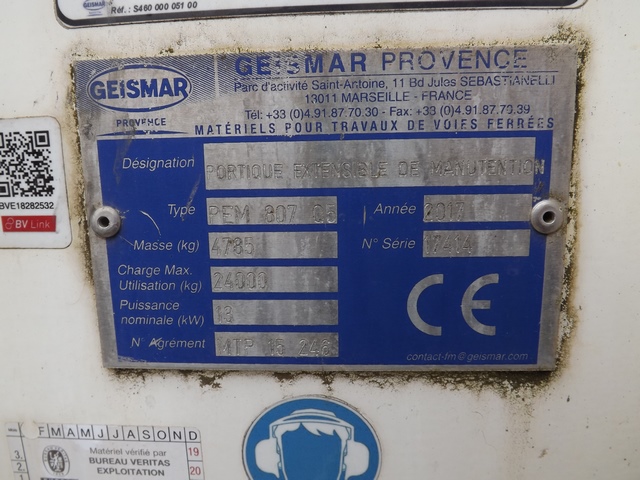 GEISMAR
Réf.: S460 000 051 00
GEISMAR
PROVENCE
GEISMAR PROVENCE
Parc d'activité Saint-Antoine, 11 Bd Jules SEBASTIANELLI
13011 MARSEILLE - FRANCE
Tél: +33 (0)4.91.87.70.30 - Fax: +33 (0)4.91.87.70.39
MATÉRIELS POUR TRAVAUX DE VOIES FERRÉES
Désignation PORTIQUE EXTENSIBLE DE MANUTENTION
Type PEM 807 05 Année 2017
Masse (kg) 4785 N° Série 17404
Charge Max.
Utilisation (kg) 24000
Puissance
nominale (kW) 18
N° Agrément
CE
contact-fm@geismar.com
BVE18282532
BV Link
F M A M J J A S O N D
Matériel vérifié par 19
BUREAU VERITAS
EXPLOITATION 20